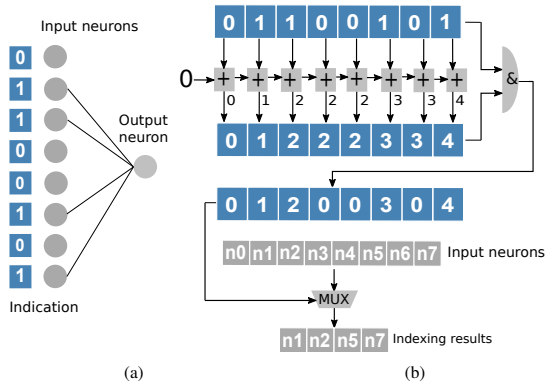 Input neurons
0
1
1
0
0
1
0
1
Output
neuron
Indication
(a)
0 1 1 0 0 1 0 1
0 + + + + + + + +
0 1 2 2 2 3 3 4
0 1 2 2 2 3 3 4
&
0 1 2 0 0 3 0 4
n0 n1 n2 n3 n4 n5 n6 n7 Input neurons
MUX
n1 n2 n5 n7 Indexing results
(b)